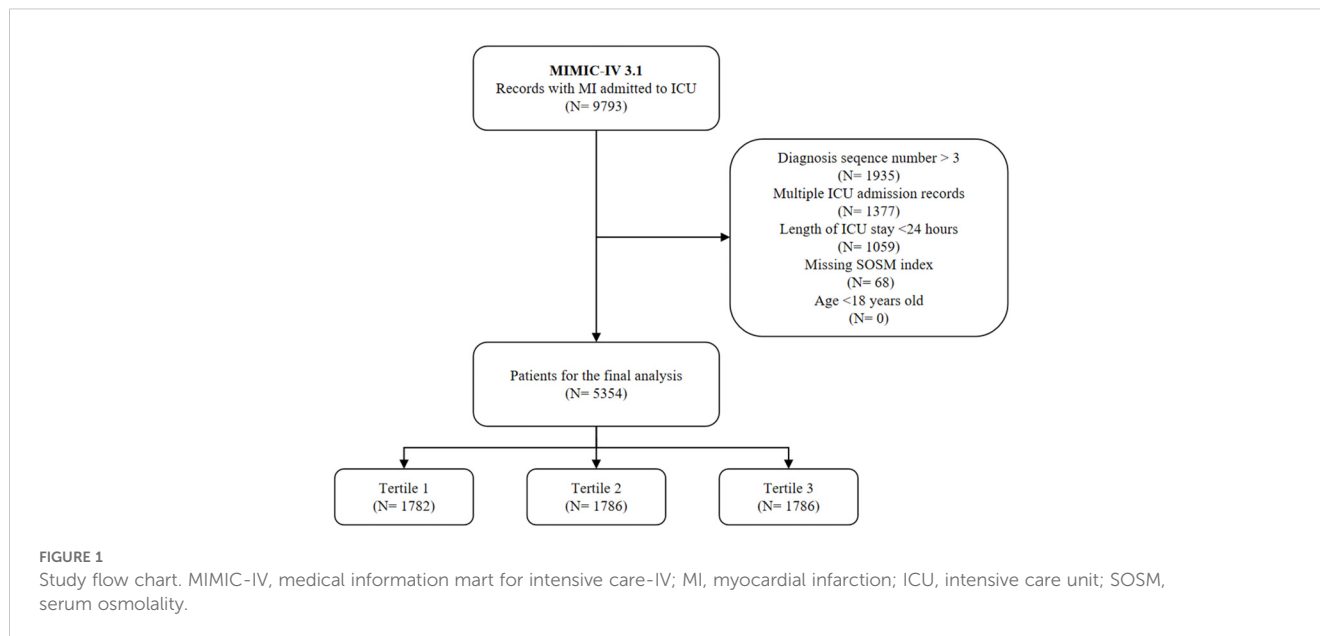 MIMIC-IV 3.1
Records with MI admitted to ICU
(N= 9793)
Diagnosis seqence number > 3
(N= 1935)
Multiple ICU admission records
(N= 1377)
Length of ICU stay <24 hours
(N= 1059)
Missing SOSM index
(N= 68)
Age <18 years old
(N= 0)
Patients for the final analysis
(N= 5354)
Tertile 1
(N= 1782)
Tertile 2
(N= 1786)
Tertile 3
(N= 1786)
FIGURE 1
Study flow chart. MIMIC-IV, medical information mart for intensive care-IV; MI, myocardial infarction; ICU, intensive care unit; SOSM,
serum osmolality.